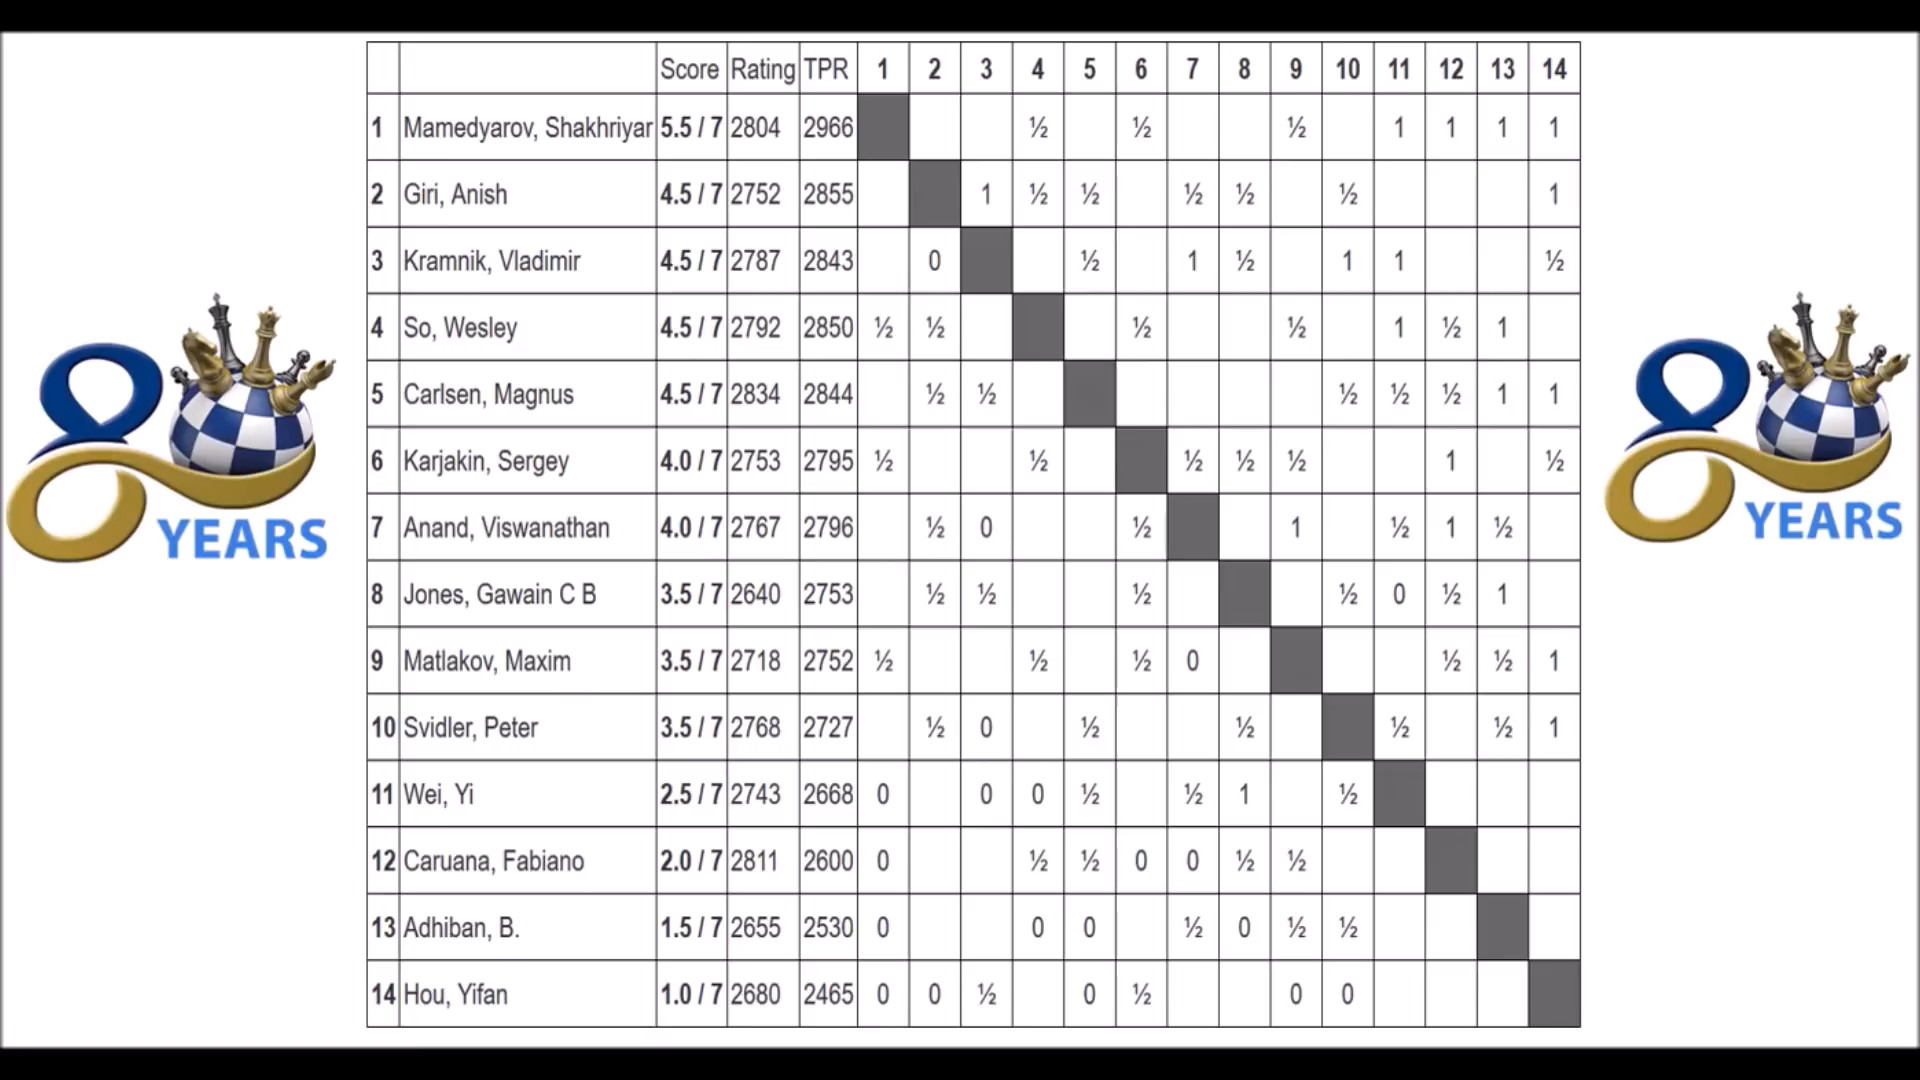 Score Rating TPR 1 2 3 4 5 6 7 8 9 10 11 12 13 14
1 Mamedyarov, Shakhriyar 5.5 / 7 2804 2966 ½ ½ ½ 1 1 1 1
2 Giri, Anish 4.5 / 7 2752 2855 1 ½ ½ ½ ½ ½ 1
3 Kramnik, Vladimir 4.5 / 7 2787 2843 0 ½ 1 ½ 1 1 ½
4 So, Wesley 4.5 / 7 2792 2850 ½ ½ ½ ½ 1 ½ 1
5 Carlsen, Magnus 4.5 / 7 2834 2844 ½ ½ ½ ½ ½ 1 1
6 Karjakin, Sergey 4.0 / 7 2753 2795 ½ ½ ½ ½ ½ 1 ½
7 Anand, Viswanathan 4.0 / 7 2767 2796 ½ 0 ½ 1 ½ 1 ½
8 Jones, Gawain C B 3.5 / 7 2640 2753 ½ ½ ½ ½ 0 ½ 1
9 Matlakov, Maxim 3.5 / 7 2718 2752 ½ ½ ½ 0 ½ ½ 1
10 Svidler, Peter 3.5 / 7 2768 2727 ½ 0 ½ ½ ½ ½ 1
11 Wei, Yi 2.5 / 7 2743 2668 0 0 0 ½ ½ 1 ½
12 Caruana, Fabiano 2.0 / 7 2811 2600 0 ½ ½ 0 0 ½ ½
13 Adhiban, B. 1.5 / 7 2655 2530 0 0 0 ½ 0 ½ ½
14 Hou, Yifan 1.0 / 7 2680 2465 0 0 ½ 0 ½ 0 0
80
YEARS
80
YEARS